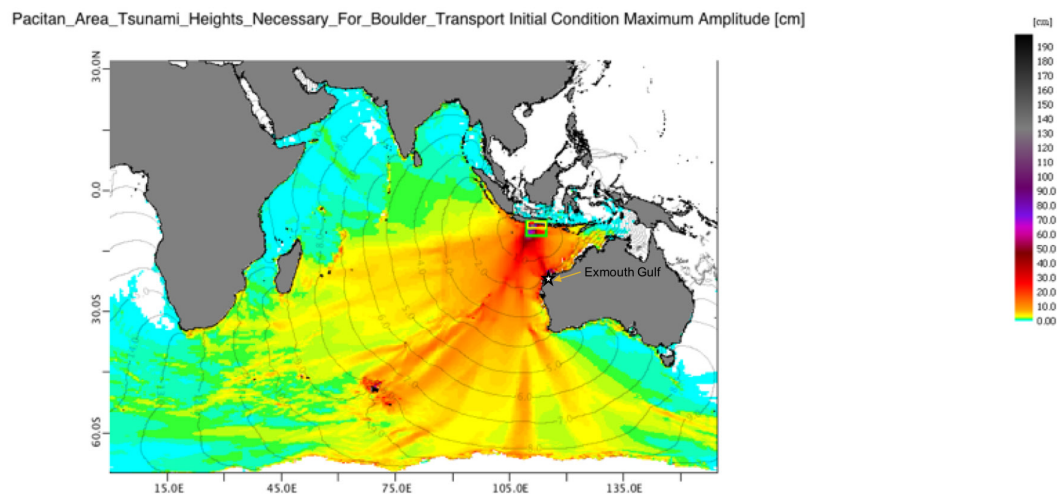 Pacitan_Area_Tsunami_Heights_Necessary_For_Boulder_Transport Initial Condition Maximum Amplitude [cm]
[cm]
190
180
170
160
150
140
130
120
110
100.0
90.0
80.0
70.0
60.0
50.0
40.0
30.0
20.0
10.0
0.00
30.0N
0.0
30.0S
60.0S
Exmouth Gulf
15.0E
45.0E
75.0E
105.0E
135.0E